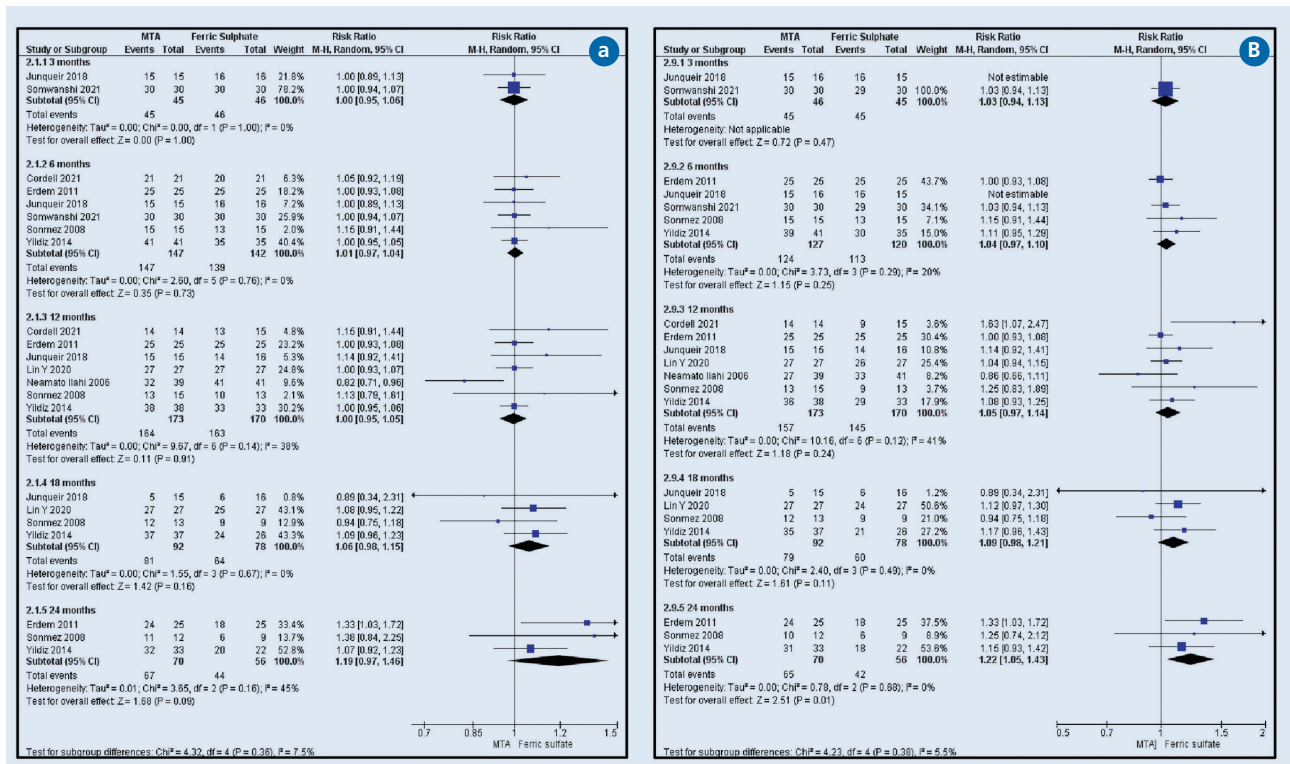 a
MTA Ferric Sulphate Risk Ratio Risk Ratio
Study or Subgroup Events Total Events Total Weight M-H, Random, 95% CI M-H, Random, 95% CI
2.1.1 3 months
Junqueir 2018 15 15 16 16 21.8% 1.00 [0.89, 1.13]
Somwanshi 2021 30 30 30 30 78.2% 1.00 [0.94, 1.07]
Subtotal (95% CI) 45 46 100.0% 1.00 [0.95, 1.06]
Total events 45 46
Heterogeneity: Tau² = 0.00; Chi² = 0.00, df = 1 (P = 1.00); I² = 0%
Test for overall effect: Z = 0.00 (P = 1.00)
2.1.2 6 months
Cordell 2021 21 21 20 21 6.3% 1.05 [0.92, 1.19]
Erdem 2011 25 25 25 25 18.2% 1.00 [0.93, 1.08]
Junqueir 2018 15 15 16 16 7.2% 1.00 [0.89, 1.13]
Somwanshi 2021 30 30 30 30 25.9% 1.00 [0.94, 1.07]
Sonmez 2008 15 15 13 15 2.0% 1.15 [0.91, 1.44]
Yildiz 2014 41 41 35 35 40.4% 1.00 [0.95, 1.05]
Subtotal (95% CI) 147 142 100.0% 1.01 [0.97, 1.04]
Total events 147 139
Heterogeneity: Tau² = 0.00; Chi² = 2.60, df = 5 (P = 0.76); I² = 0%
Test for overall effect: Z = 0.35 (P = 0.73)
2.1.3 12 months
Cordell 2021 14 14 13 15 4.8% 1.15 [0.91, 1.44]
Erdem 2011 25 25 25 25 23.2% 1.00 [0.93, 1.08]
Junqueir 2018 15 15 14 16 5.3% 1.14 [0.92, 1.41]
Lin Y 2020 27 27 27 27 24.8% 1.00 [0.93, 1.07]
Neamato llahi 2006 32 39 41 41 9.6% 0.82 [0.71, 0.96]
Sonmez 2008 13 15 10 13 2.1% 1.13 [0.79, 1.61]
Yildiz 2014 38 38 33 33 30.2% 1.00 [0.95, 1.06]
Subtotal (95% CI) 173 170 100.0% 1.00 [0.95, 1.05]
Total events 164 163
Heterogeneity: Tau² = 0.00; Chi² = 9.67, df = 6 (P = 0.14); I² = 38%
Test for overall effect: Z = 0.11 (P = 0.91)
2.1.4 18 months
Junqueir 2018 5 15 6 16 0.8% 0.89 [0.34, 2.31]
Lin Y 2020 27 27 25 27 43.1% 1.08 [0.95, 1.22]
Sonmez 2008 12 13 9 9 12.9% 0.94 [0.75, 1.18]
Yildiz 2014 37 37 24 26 43.3% 1.09 [0.96, 1.23]
Subtotal (95% CI) 92 78 100.0% 1.06 [0.98, 1.15]
Total events 81 64
Heterogeneity: Tau² = 0.00; Chi² = 1.55, df = 3 (P = 0.67); I² = 0%
Test for overall effect: Z = 1.42 (P = 0.16)
2.1.5 24 months
Erdem 2011 24 25 18 25 33.4% 1.33 [1.03, 1.72]
Sonmez 2008 11 12 6 9 13.7% 1.38 [0.84, 2.25]
Yildiz 2014 32 33 20 22 52.9% 1.07 [0.92, 1.23]
Subtotal (95% CI) 70 56 100.0% 1.19 [0.97, 1.46]
Total events 67 44
Heterogeneity: Tau² = 0.01; Chi² = 3.65, df = 2 (P = 0.16); I² = 45%
Test for overall effect: Z = 1.68 (P = 0.09)
0.7 0.85 1 1.2 1.5
MTA Ferric sulfate
Test for subgroup differences: Chi² = 4.32, df = 4 (P = 0.36), I² = 7.5%
B
MTA Ferric Sulphate Risk Ratio Risk Ratio
Study or Subgroup Events Total Events Total Weight M-H, Random, 95% CI M-H, Random, 95% CI
2.9.1 3 months
Junqueir 2018 15 16 16 15 Not estimable
Somwanshi 2021 30 30 29 30 100.0% 1.03 [0.94, 1.13]
Subtotal (95% CI) 46 45 100.0% 1.03 [0.94, 1.13]
Total events 45 45
Heterogeneity: Not applicable
Test for overall effect: Z = 0.72 (P = 0.47)
2.9.2 6 months
Erdem 2011 25 25 25 25 43.7% 1.00 [0.93, 1.08]
Junqueir 2018 15 16 16 15 Not estimable
Somwanshi 2021 30 30 29 30 34.1% 1.03 [0.94, 1.13]
Sonmez 2008 15 15 13 15 7.1% 1.15 [0.91, 1.44]
Yildiz 2014 39 41 30 35 15.0% 1.11 [0.95, 1.29]
Subtotal (95% CI) 127 120 100.0% 1.04 [0.97, 1.10]
Total events 124 113
Heterogeneity: Tau² = 0.00; Chi² = 3.73, df = 3 (P = 0.29); I² = 20%
Test for overall effect: Z = 1.15 (P = 0.25)
2.9.3 12 months
Cordell 2021 14 14 9 15 3.6% 1.63 [1.07, 2.47]
Erdem 2011 25 25 25 25 30.4% 1.00 [0.93, 1.08]
Junqueir 2018 15 15 14 16 10.8% 1.14 [0.92, 1.41]
Lin Y 2020 27 27 26 27 24.2% 1.04 [0.94, 1.15]
Neamato llahi 2006 27 39 33 41 9.2% 0.86 [0.66, 1.11]
Sonmez 2008 13 15 9 13 3.7% 1.25 [0.83, 1.89]
Yildiz 2014 36 38 29 33 17.9% 1.08 [0.93, 1.25]
Subtotal (95% CI) 173 170 100.0% 1.05 [0.97, 1.14]
Total events 157 145
Heterogeneity: Tau² = 0.00; Chi² = 10.16, df = 6 (P = 0.12); I² = 41%
Test for overall effect: Z = 1.18 (P = 0.24)
2.9.4 18 months
Junqueir 2018 5 15 6 16 1.2% 0.89 [0.34, 2.31]
Lin Y 2020 27 27 24 27 50.6% 1.12 [0.97, 1.30]
Sonmez 2008 12 13 9 9 21.0% 0.94 [0.75, 1.18]
Yildiz 2014 35 37 21 26 27.2% 1.17 [0.96, 1.43]
Subtotal (95% CI) 92 78 100.0% 1.09 [0.98, 1.21]
Total events 79 60
Heterogeneity: Tau² = 0.00; Chi² = 2.40, df = 3 (P = 0.49); I² = 0%
Test for overall effect: Z = 1.61 (P = 0.11)
2.9.5 24 months
Erdem 2011 24 25 18 25 37.5% 1.33 [1.03, 1.72]
Sonmez 2008 10 12 6 9 8.9% 1.25 [0.74, 2.12]
Yildiz 2014 31 33 18 22 53.6% 1.15 [0.93, 1.42]
Subtotal (95% CI) 70 56 100.0% 1.22 [1.05, 1.43]
Total events 65 42
Heterogeneity: Tau² = 0.00; Chi² = 0.78, df = 2 (P = 0.68); I² = 0%
Test for overall effect: Z = 2.51 (P = 0.01)
0.5 0.7 1 1.5 2
MTA] Ferric sulfate
Test for subgroup differences: Chi² = 4.23, df = 4 (P = 0.38), I² = 5.5%